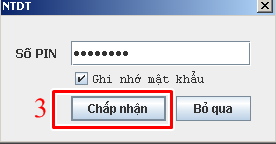 NTDT
Số PIN ********
Ghi nhớ mật khẩu
3 Chấp nhận Bỏ qua